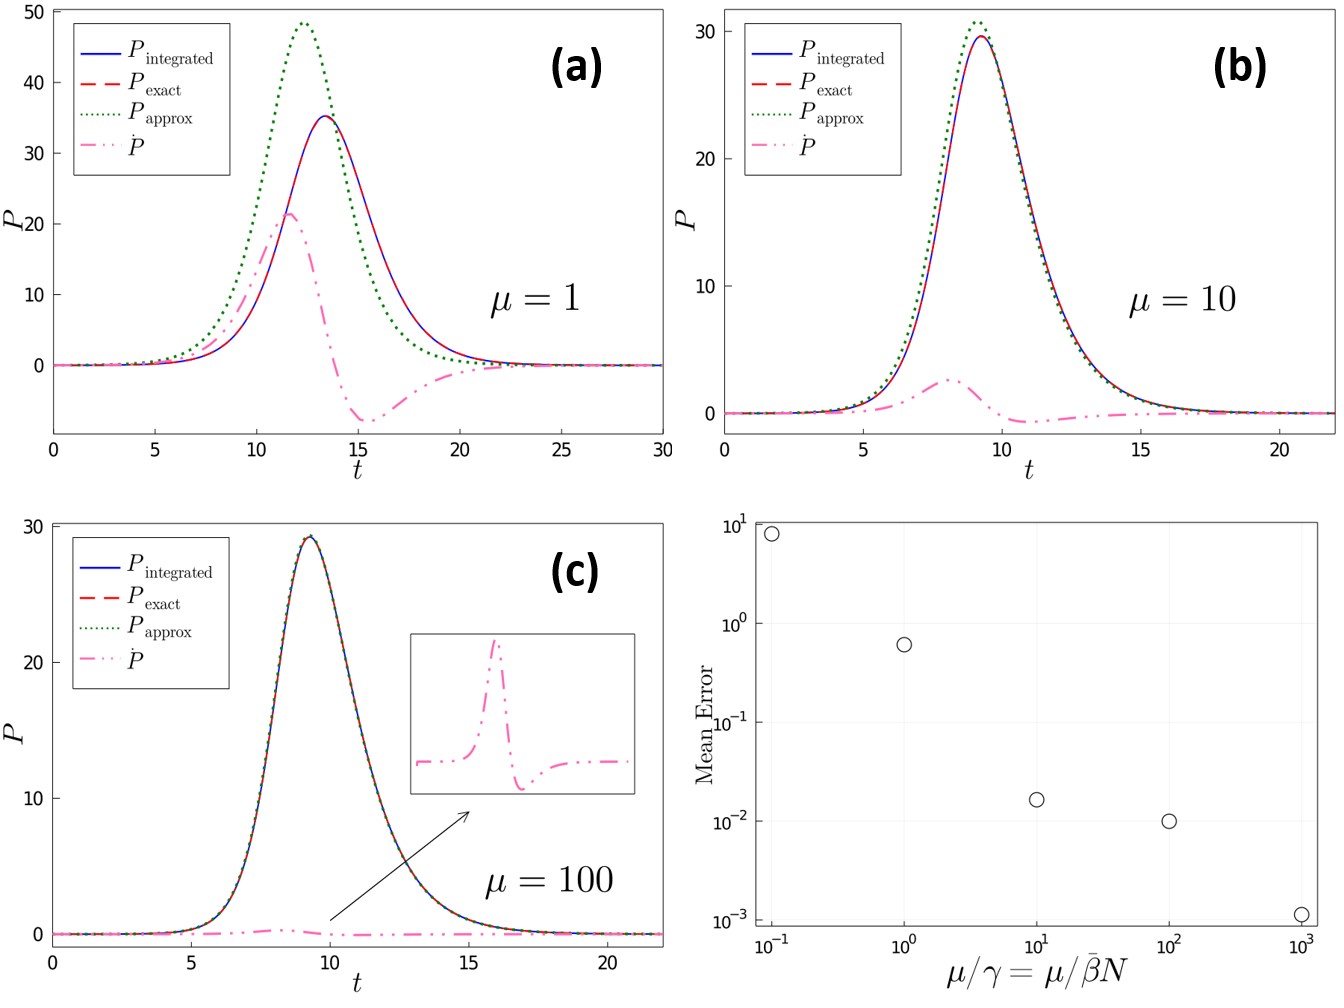 (a)
P_integrated
P_exact
P_approx
Ṗ
50
40
30
20
10
0
P
μ = 1
0 5 10 15 20 25 30
t
(b)
P_integrated
P_exact
P_approx
Ṗ
30
20
10
0
P
μ = 10
0 5 10 15 20
t
(c)
P_integrated
P_exact
P_approx
Ṗ
30
20
10
0
P
μ = 100
0 5 10 15 20
t
10^1
10^0
10^-1
10^-2
10^-3
Mean Error
10^-1 10^0 10^1 10^2 10^3
μ/γ = μ/β̄N